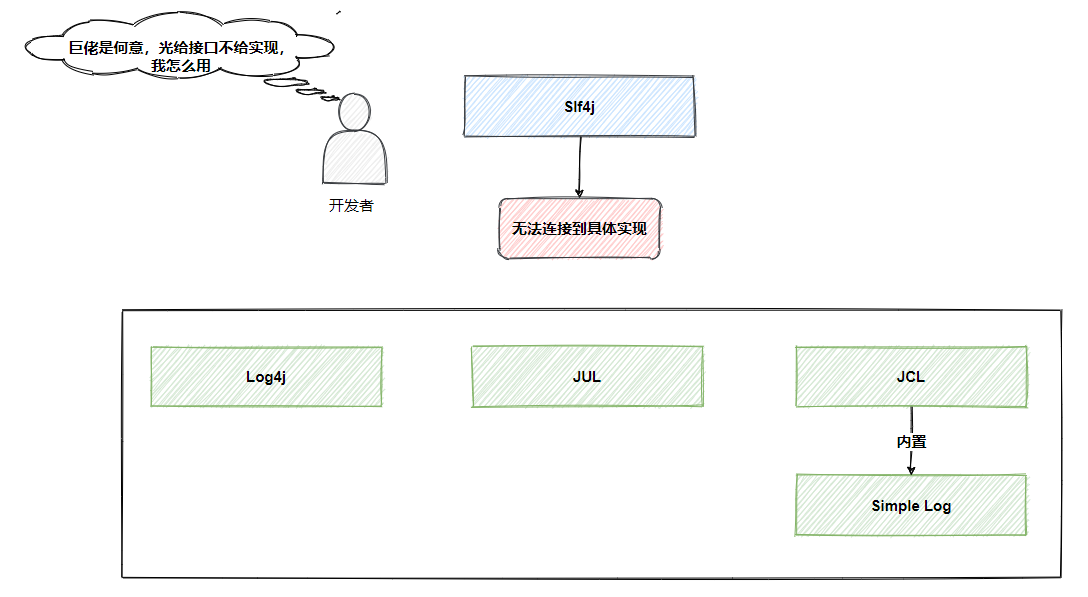 巨佬是何意，光给接口不给实现，
我怎么用
Slf4j
开发者
无法连接到具体实现
Log4j
JUL
JCL
内置
Simple Log